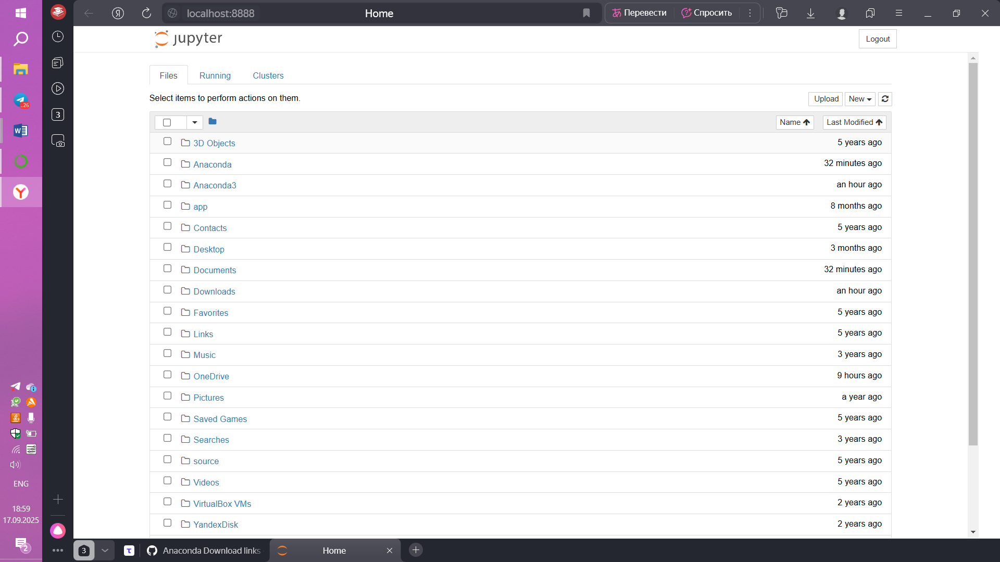 localhost:8888
Home
Перевести
Спросить
jupyter
Logout
Files
Running
Clusters
Select items to perform actions on them.
Upload
New
Name
Last Modified
3D Objects
5 years ago
Anaconda
32 minutes ago
Anaconda3
an hour ago
app
8 months ago
Contacts
5 years ago
Desktop
3 months ago
Documents
32 minutes ago
Downloads
an hour ago
Favorites
5 years ago
Links
5 years ago
Music
3 years ago
OneDrive
9 hours ago
Pictures
a year ago
Saved Games
5 years ago
Searches
3 years ago
source
5 years ago
Videos
5 years ago
VirtualBox VMs
2 years ago
YandexDisk
2 years ago
3
..26
W
Я
Y
ENG
18:59
17.09.2025
2
3
τ
Anaconda Download links
Home